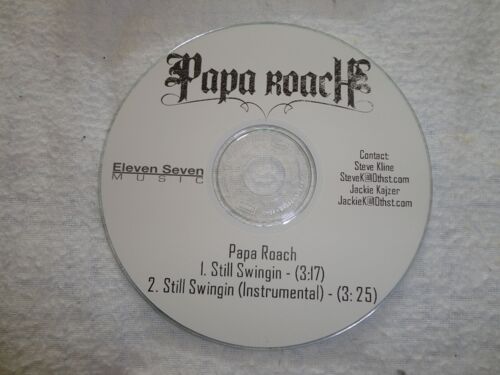 Papa Roach
Eleven Seven
MUSIC
Contact:
Steve Kline
SteveK@10thst.com
Jackie Kajzer
JackieK@10thst.com
Papa Roach
1. Still Swingin - (3:17)
2. Still Swingin (Instrumental) - (3: 25)